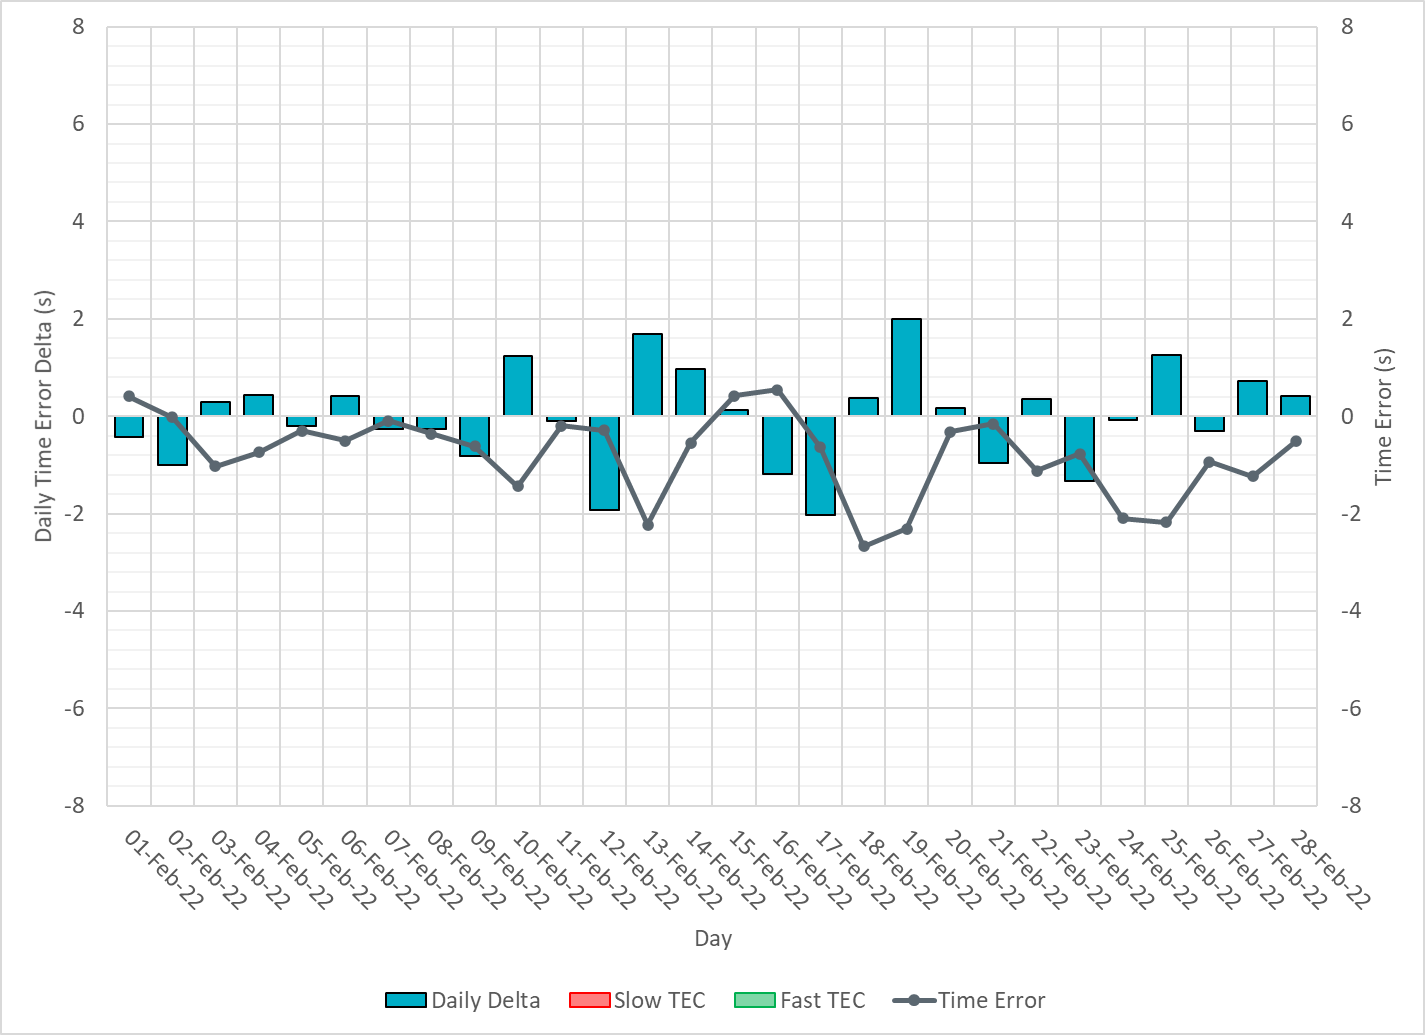 8 8
6 6
4 4
2 2
0 0
-2 -2
-4 -4
-6 -6
-8 -8
Daily Time Error Delta (s)
Time Error (s)
01-Feb-22
02-Feb-22
03-Feb-22
04-Feb-22
05-Feb-22
06-Feb-22
07-Feb-22
08-Feb-22
09-Feb-22
10-Feb-22
11-Feb-22
12-Feb-22
13-Feb-22
14-Feb-22
15-Feb-22
16-Feb-22
17-Feb-22
18-Feb-22
19-Feb-22
20-Feb-22
21-Feb-22
22-Feb-22
23-Feb-22
24-Feb-22
25-Feb-22
26-Feb-22
27-Feb-22
28-Feb-22
Day
Daily Delta Slow TEC Fast TEC Time Error